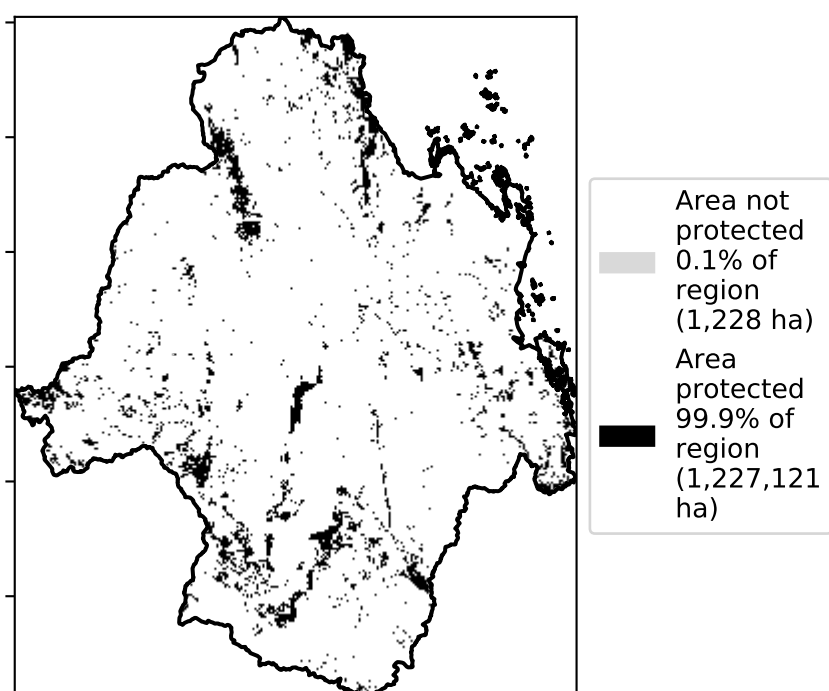 Area not
protected
0.1% of
region
(1,228 ha)
Area
protected
99.9% of
region
(1,227,121
ha)